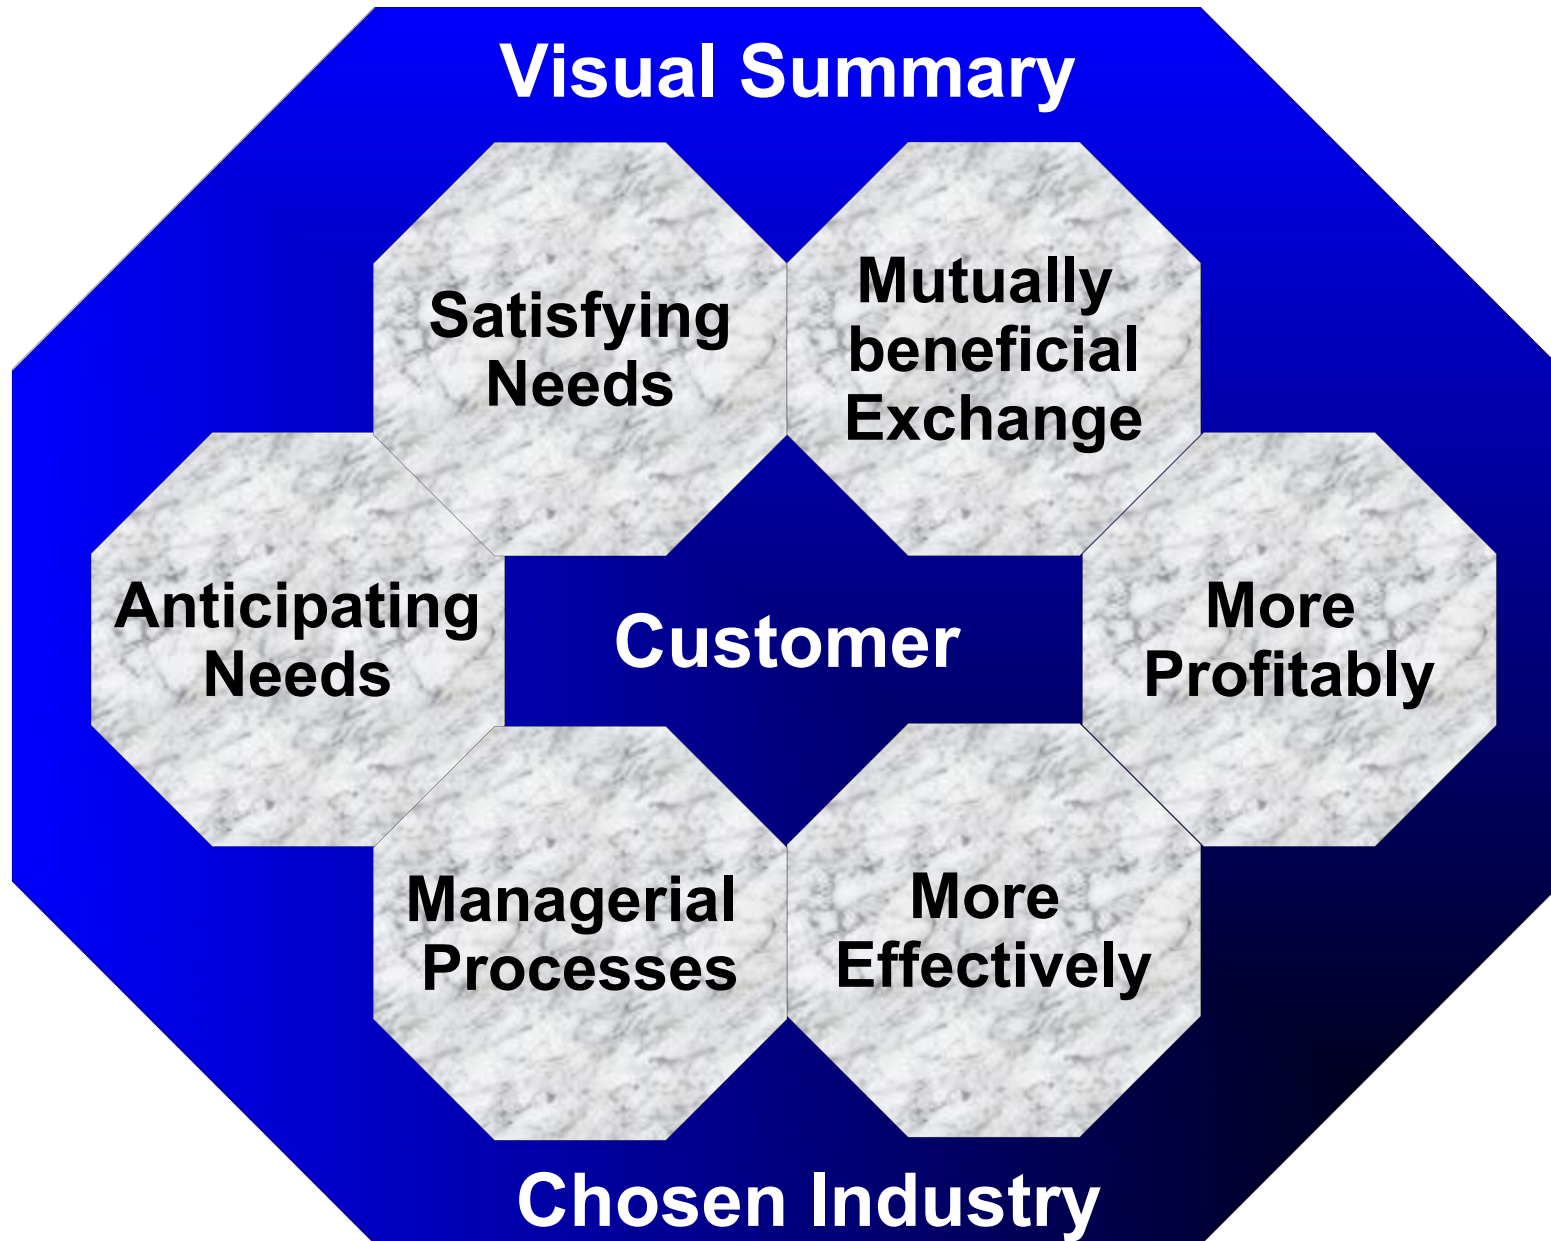 Visual Summary
Satisfying
Needs
Mutually
beneficial
Exchange
Anticipating
Needs
Customer
More
Profitably
Managerial
Processes
More
Effectively
Chosen Industry